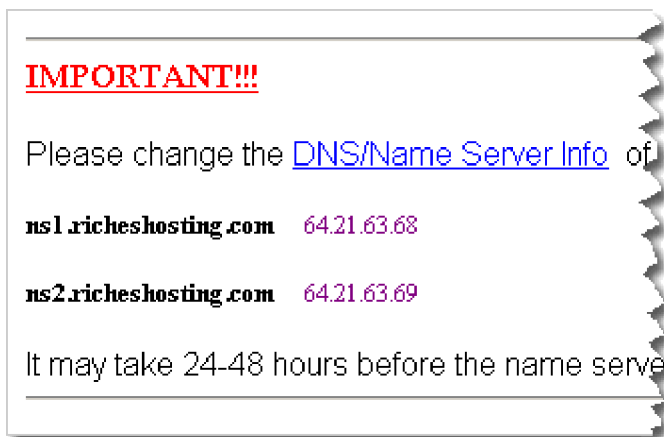 IMPORTANT!!!
Please change the DNS/Name Server Info of
ns1.richeshosting.com 64.21.63.68
ns2.richeshosting.com 64.21.63.69
It may take 24-48 hours before the name serve